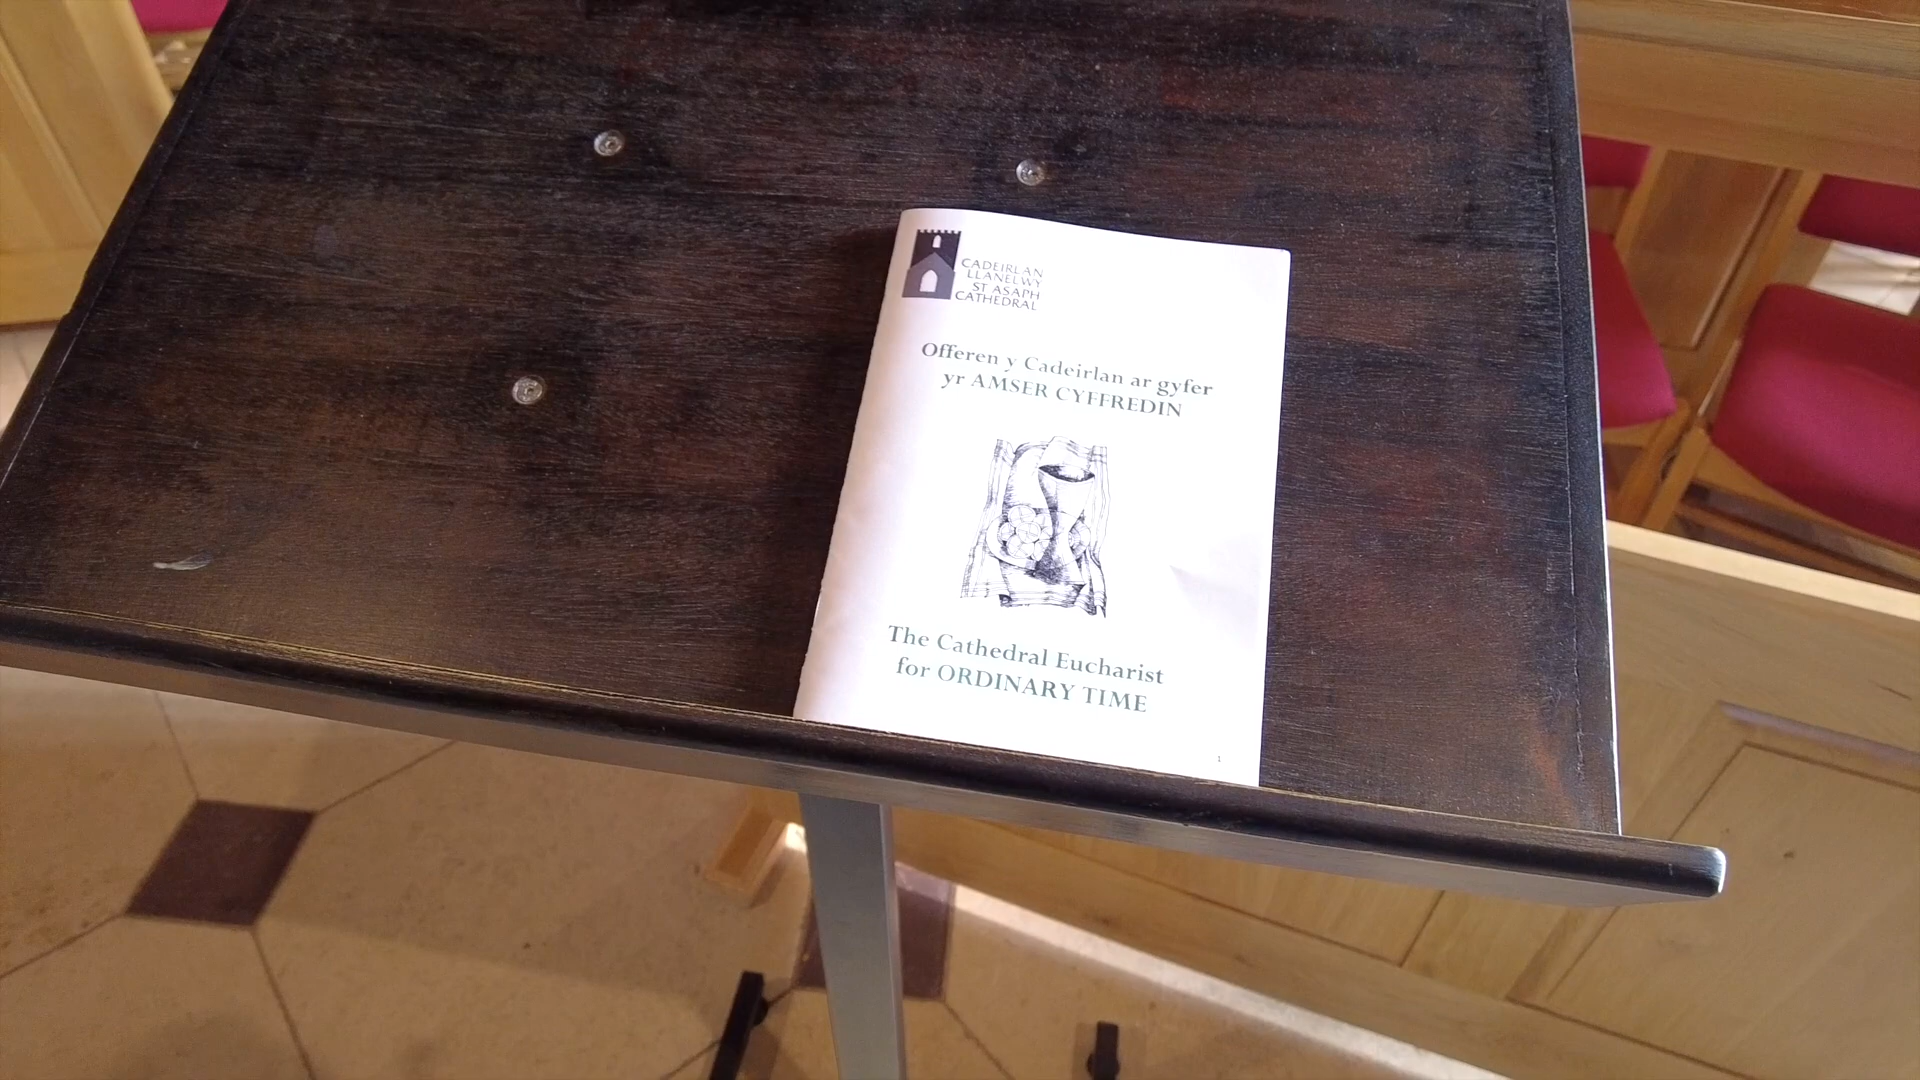 CADEIRLAN
LLANELWY
ST ASAPH
CATHEDRAL
Offeren y Cadeirlan ar gyfer
yr AMSER CYFFREDIN
The Cathedral Eucharist
for ORDINARY TIME
1